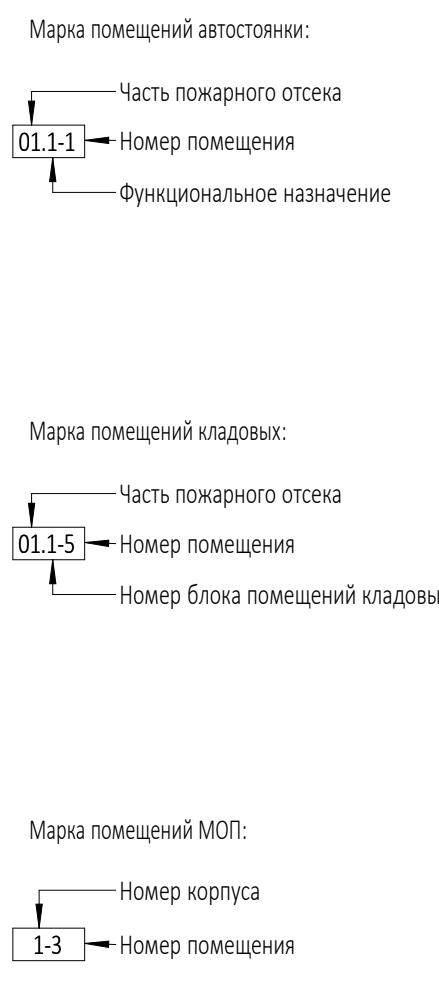 Марка помещений автостоянки:
Часть пожарного отсека
01.1-1
Номер помещения
Функциональное назначение
Марка помещений кладовых:
Часть пожарного отсека
01.1-5
Номер помещения
Номер блока помещений кладовы
Марка помещений МОП:
Номер корпуса
1-3
Номер помещения